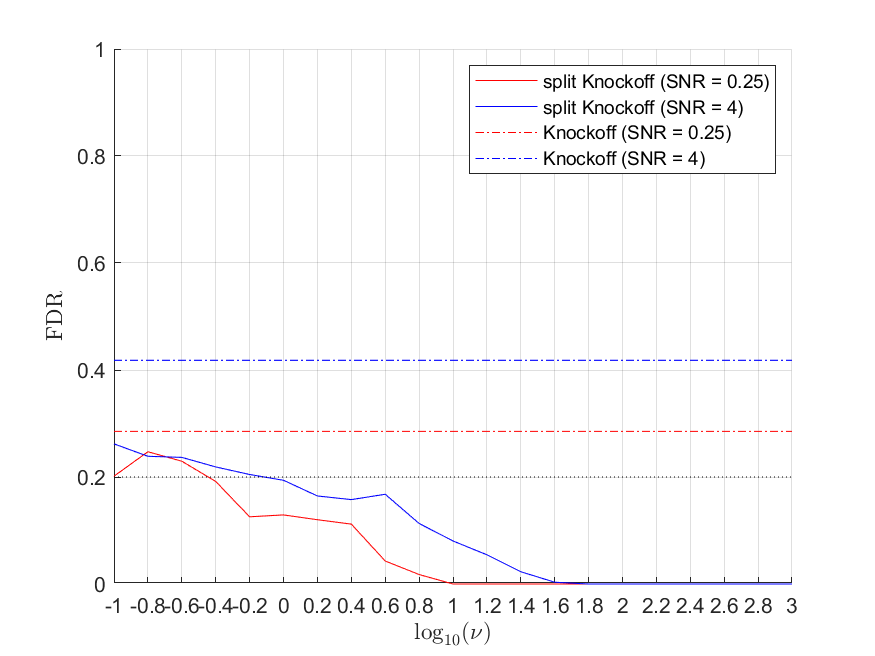 1
split Knockoff (SNR = 0.25)
split Knockoff (SNR = 4)
Knockoff (SNR = 0.25)
Knockoff (SNR = 4)
0.8
0.6
FDR
0.4
0.2
0
-1 -0.8 -0.6 -0.4 -0.2 0 0.2 0.4 0.6 0.8 1 1.2 1.4 1.6 1.8 2 2.2 2.4 2.6 2.8 3
log₁₀(ν)